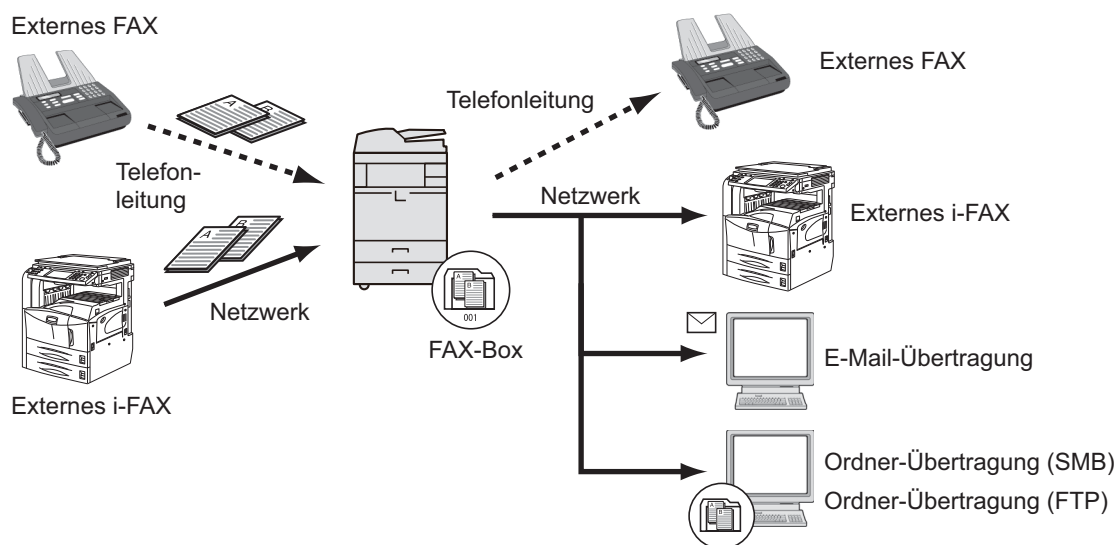 Externes FAX
Telefon-
leitung
Netzwerk
Externes i-FAX
A
B
A
B
A
B
001
FAX-Box
Telefonleitung
Externes FAX
Netzwerk
Externes i-FAX
E-Mail-Übertragung
Ordner-Übertragung (SMB)
Ordner-Übertragung (FTP)
A
B